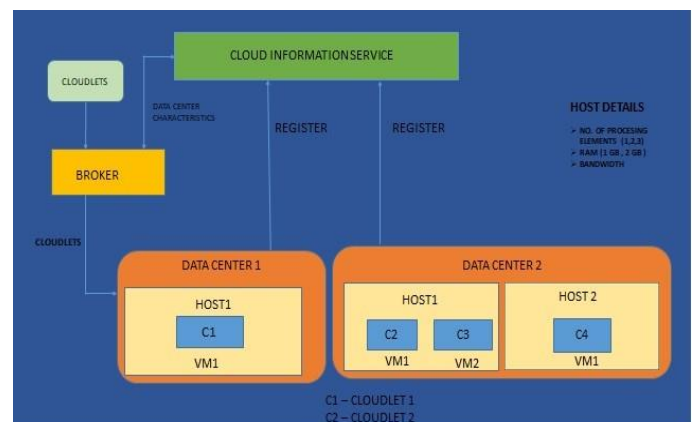 CLOUD INFORMATION SERVICE
CLOUDLETS
DATA CENTER
CHARACTERISTICS
REGISTER
REGISTER
HOST DETAILS
➢ NO. OF PROCESING
ELEMENTS (1,2,3)
➢ RAM (1 GB , 2 GB )
➢ BANDWIDTH
BROKER
CLOUDLETS
DATA CENTER 1
HOST1
C1
VM1
DATA CENTER 2
HOST1
C2
C3
VM1
VM2
HOST 2
C4
VM1
C1 – CLOUDLET 1
C2 – CLOUDLET 2